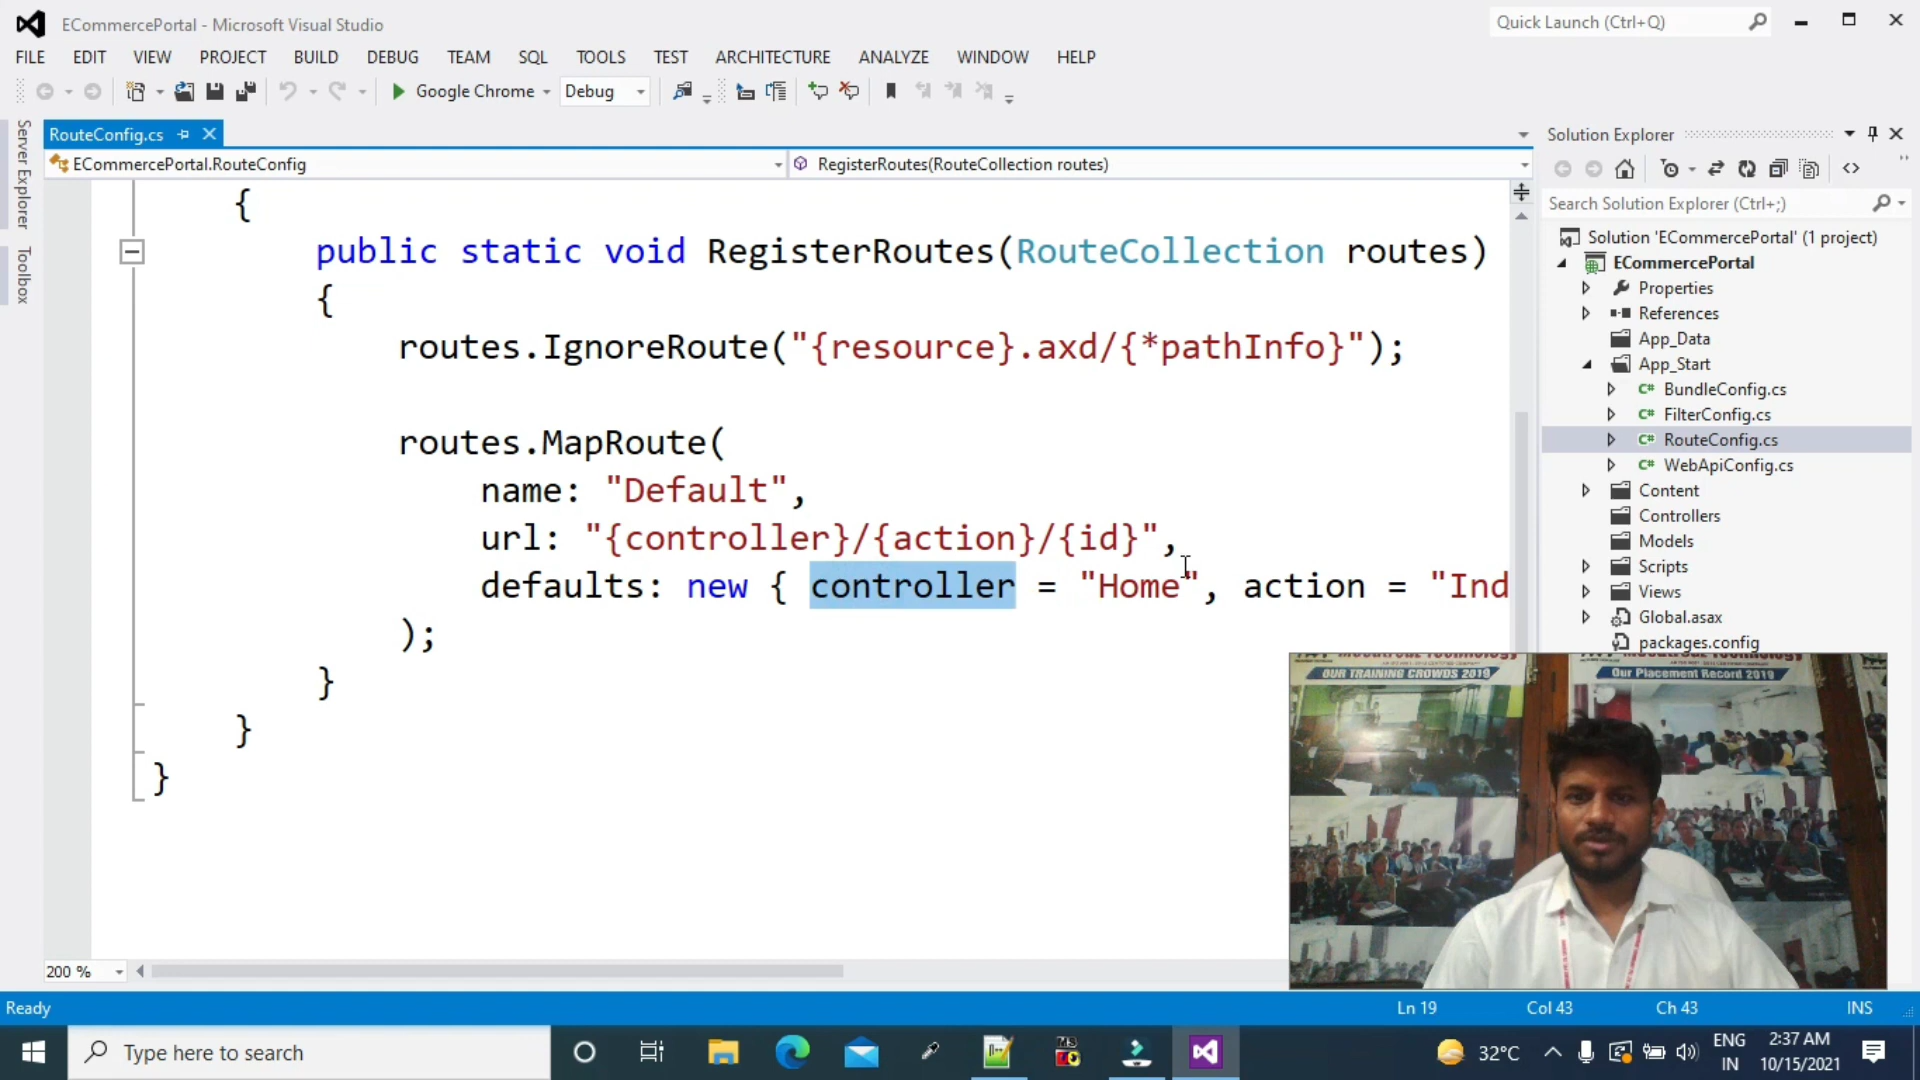 ECommercePortal - Microsoft Visual Studio
Quick Launch (Ctrl+Q)
FILE EDIT VIEW PROJECT BUILD DEBUG TEAM SQL TOOLS TEST ARCHITECTURE ANALYZE WINDOW HELP
Google Chrome
Debug
Server Explorer
Toolbox
RouteConfig.cs
ECommercePortal.RouteConfig
RegisterRoutes(RouteCollection routes)
{
public static void RegisterRoutes(RouteCollection routes)
{
routes.IgnoreRoute("{resource}.axd/{*pathInfo}");
routes.MapRoute(
name: "Default",
url: "{controller}/{action}/{id}",
defaults: new { controller = "Home", action = "Ind
);
}
}
}
200 %
Solution Explorer
Search Solution Explorer (Ctrl+;)
Solution 'ECommercePortal' (1 project)
ECommercePortal
Properties
References
App_Data
App_Start
C# BundleConfig.cs
C# FilterConfig.cs
C# RouteConfig.cs
C# WebApiConfig.cs
Content
Controllers
Models
Scripts
Views
Global.asax
packages.config
OUR TRAINING CROWDS 2019
Our Placement Record 2019
Ready
Ln 19
Col 43
Ch 43
INS
Type here to search
32°C
ENG
IN
2:37 AM
10/15/2021